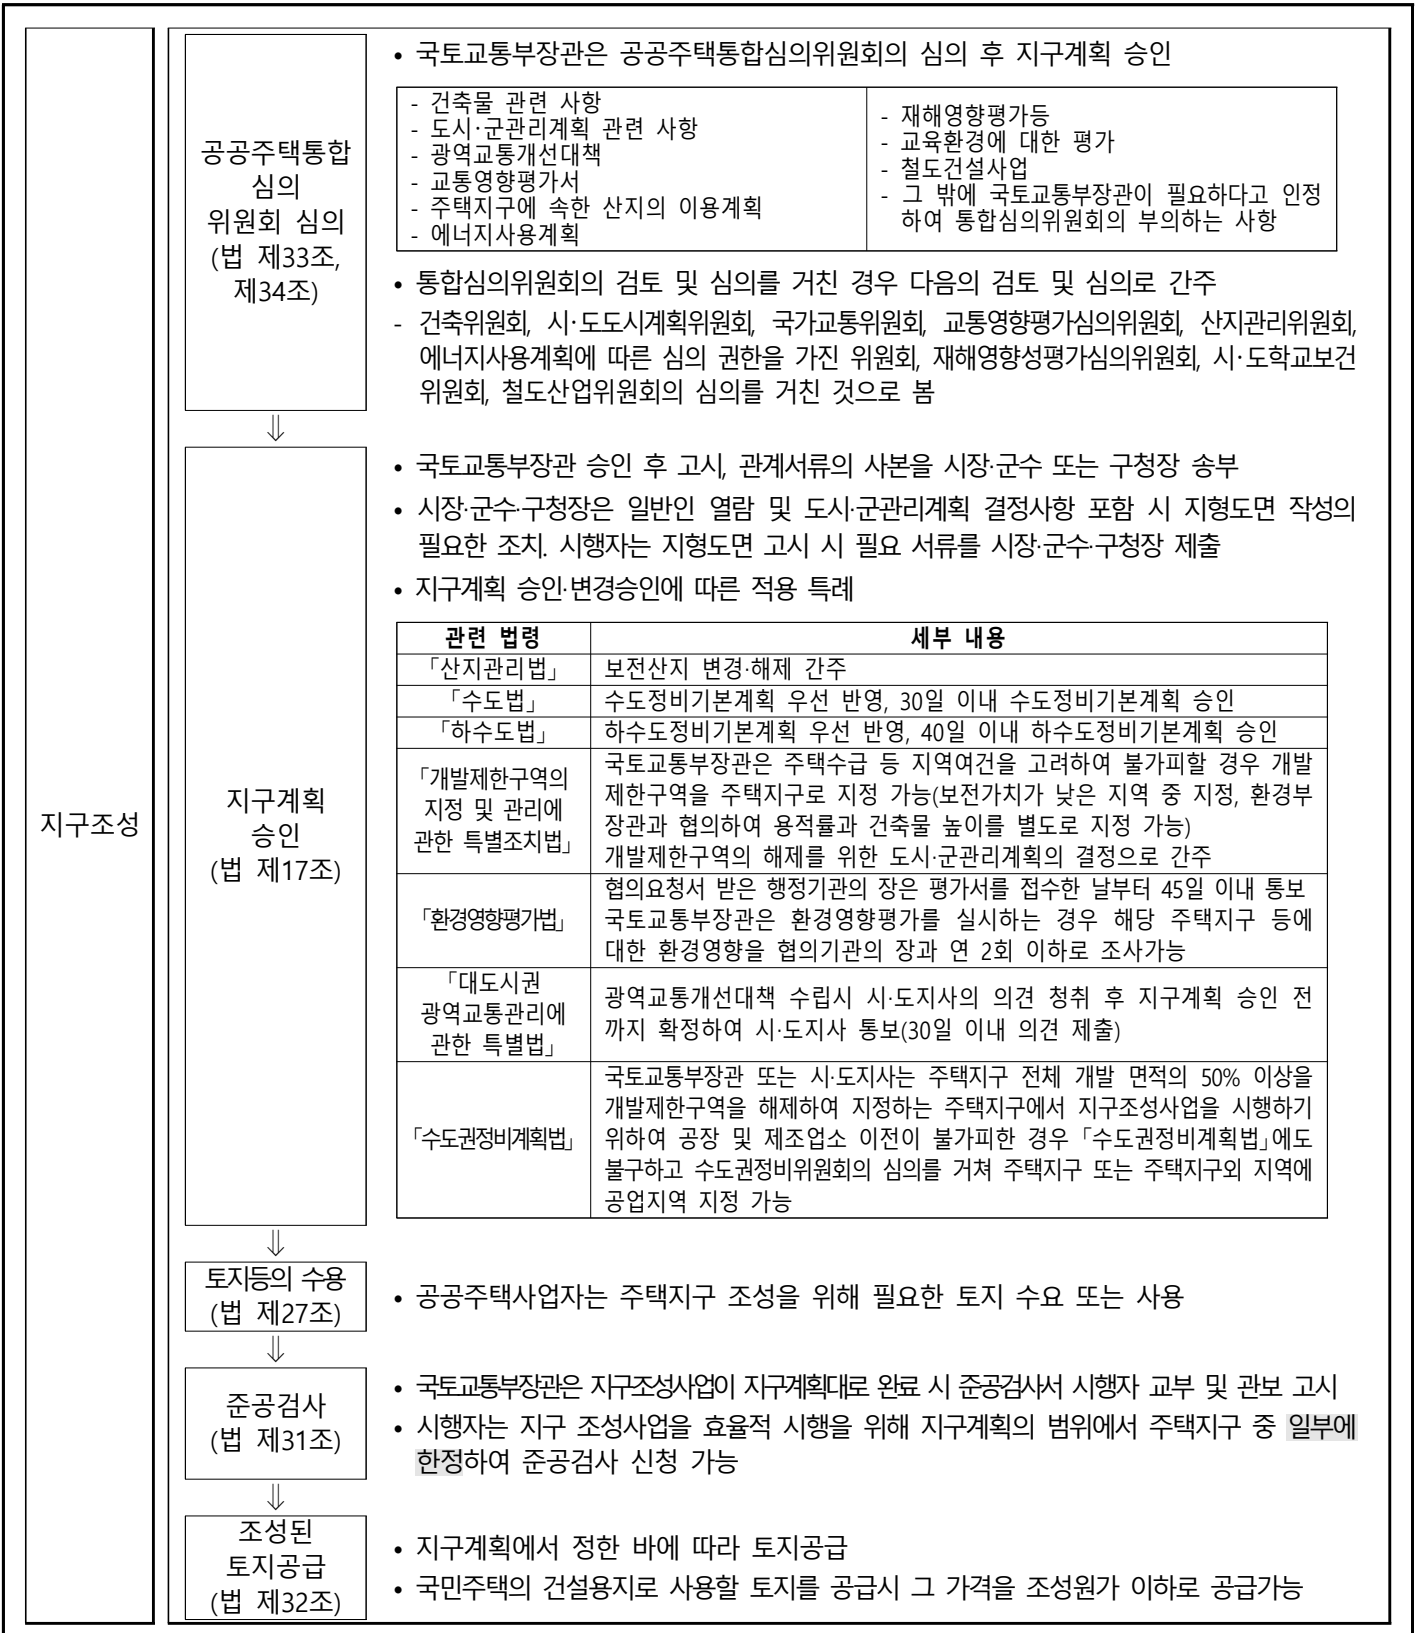 지구조성
공공주택통합
심의
위원회 심의
(법 제33조,
제34조)
• 국토교통부장관은 공공주택통합심의위원회의 심의 후 지구계획 승인
- 건축물 관련 사항
- 도시·군관리계획 관련 사항
- 광역교통개선대책
- 교통영향평가서
- 주택지구에 속한 산지의 이용계획
- 에너지사용계획
- 재해영향평가등
- 교육환경에 대한 평가
- 철도건설사업
- 그 밖에 국토교통부장관이 필요하다고 인정
하여 통합심의위원회의 부의하는 사항
• 통합심의위원회의 검토 및 심의를 거친 경우 다음의 검토 및 심의로 간주
- 건축위원회, 시·도도시계획위원회, 국가교통위원회, 교통영향평가심의위원회, 산지관리위원회,
에너지사용계획에 따른 심의 권한을 가진 위원회, 재해영향성평가심의위원회, 시·도학교보건
위원회, 철도산업위원회의 심의를 거친 것으로 봄
⇓
지구계획
승인
(법 제17조)
• 국토교통부장관 승인 후 고시, 관계서류의 사본을 시장·군수 또는 구청장 송부
• 시장·군수·구청장은 일반인 열람 및 도시·군관리계획 결정사항 포함 시 지형도면 작성의
필요한 조치. 시행자는 지형도면 고시 시 필요 서류를 시장·군수·구청장 제출
• 지구계획 승인·변경승인에 따른 적용 특례
관련 법령 세부 내용
「산지관리법」 보전산지 변경·해제 간주
「수도법」 수도정비기본계획 우선 반영, 30일 이내 수도정비기본계획 승인
「하수도법」 하수도정비기본계획 우선 반영, 40일 이내 하수도정비기본계획 승인
「개발제한구역의
지정 및 관리에
관한 특별조치법」
국토교통부장관은 주택수급 등 지역여건을 고려하여 불가피할 경우 개발
제한구역을 주택지구로 지정 가능(보전가치가 낮은 지역 중 지정, 환경부
장관과 협의하여 용적률과 건축물 높이를 별도로 지정 가능)
개발제한구역의 해제를 위한 도시·군관리계획의 결정으로 간주
「환경영향평가법」
협의요청서 받은 행정기관의 장은 평가서를 접수한 날부터 45일 이내 통보
국토교통부장관은 환경영향평가를 실시하는 경우 해당 주택지구 등에
대한 환경영향을 협의기관의 장과 연 2회 이하로 조사가능
「대도시권
광역교통관리에
관한 특별법」
광역교통개선대책 수립시 시·도지사의 의견 청취 후 지구계획 승인 전
까지 확정하여 시·도지사 통보(30일 이내 의견 제출)
「수도권정비계획법」
국토교통부장관 또는 시·도지사는 주택지구 전체 개발 면적의 50% 이상을
개발제한구역을 해제하여 지정하는 주택지구에서 지구조성사업을 시행하기
위하여 공장 및 제조업소 이전이 불가피한 경우 「수도권정비계획법」에도
불구하고 수도권정비위원회의 심의를 거쳐 주택지구 또는 주택지구외 지역에
공업지역 지정 가능
⇓
토지등의 수용
(법 제27조)
• 공공주택사업자는 주택지구 조성을 위해 필요한 토지 수요 또는 사용
⇓
준공검사
(법 제31조)
• 국토교통부장관은 지구조성사업이 지구계획대로 완료 시 준공검사서 시행자 교부 및 관보 고시
• 시행자는 지구 조성사업을 효율적 시행을 위해 지구계획의 범위에서 주택지구 중 일부에
한정하여 준공검사 신청 가능
⇓
조성된
토지공급
(법 제32조)
• 지구계획에서 정한 바에 따라 토지공급
• 국민주택의 건설용지로 사용할 토지를 공급시 그 가격을 조성원가 이하로 공급가능